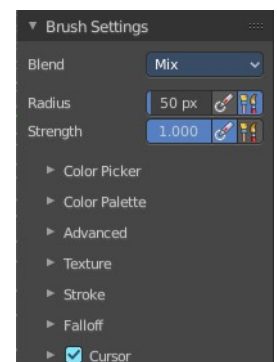 Brush Settings
Blend Mix
Radius 50 px
Strength 1.000
Color Picker
Color Palette
Advanced
Texture
Stroke
Falloff
Cursor